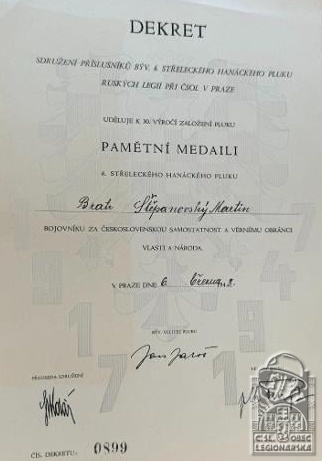 DEKRET
SDRUŽENÍ PŘÍSLUŠNÍKŮ BÝV. 6. STŘELECKÉHO HANÁCKÉHO PLUKU
RUSKÝCH LEGIÍ PŘI ČSOL V PRAZE
UDĚLUJE K 30. VÝROČÍ ZALOŽENÍ PLUKU
PAMĚTNÍ MEDAILI
6. STŘELECKÉHO HANÁCKÉHO PLUKU
Bratr Štěpanovský Martin
BOJOVNÍKU ZA ČESKOSLOVENSKOU SAMOSTATNOST A VĚRNÉMU OBRÁNCI
VLASTI A NÁRODA.
V PRAZE DNE 6.
BÝV. VELITEL PLUKU
PŘEDSEDA SDRUŽENÍ
ČS. OBEC
LEGIONÁŘSKÁ
ČÍS. DEKRETU: 0899